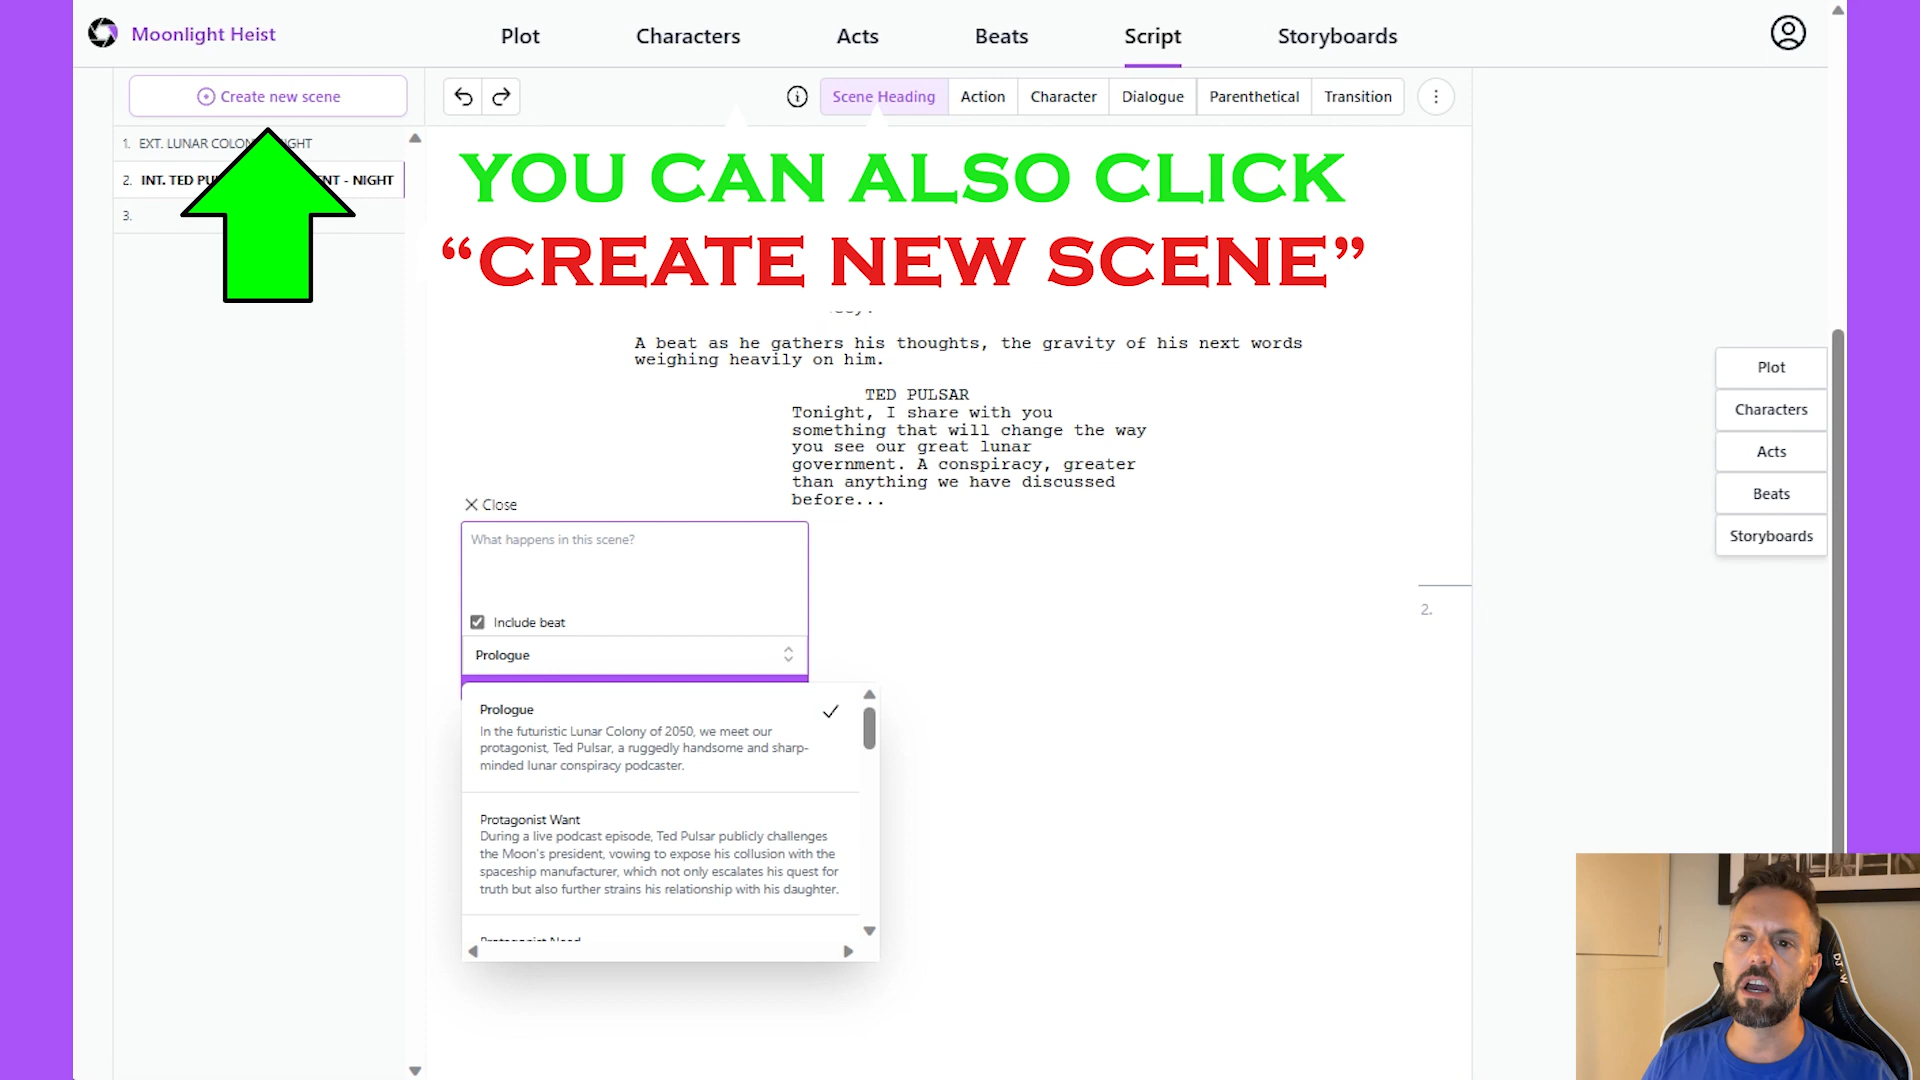 Moonlight Heist
Plot
Characters
Acts
Beats
Script
Storyboards
Create new scene
Scene Heading
Action
Character
Dialogue
Parenthetical
Transition
1. EXT. LUNAR COLON GHT
2. INT. TED PU NT - NIGHT
3.
YOU CAN ALSO CLICK
“CREATE NEW SCENE”
A beat as he gathers his thoughts, the gravity of his next words
weighing heavily on him.
TED PULSAR
Tonight, I share with you
something that will change the way
you see our great lunar
government. A conspiracy, greater
than anything we have discussed
before...
Close
What happens in this scene?
Include beat
Prologue
Prologue
In the futuristic Lunar Colony of 2050, we meet our
protagonist, Ted Pulsar, a ruggedly handsome and sharp-
minded lunar conspiracy podcaster.
Protagonist Want
During a live podcast episode, Ted Pulsar publicly challenges
the Moon's president, vowing to expose his collusion with the
spaceship manufacturer, which not only escalates his quest for
truth but also further strains his relationship with his daughter.
Protagonist Need
2.
Plot
Characters
Acts
Beats
Storyboards